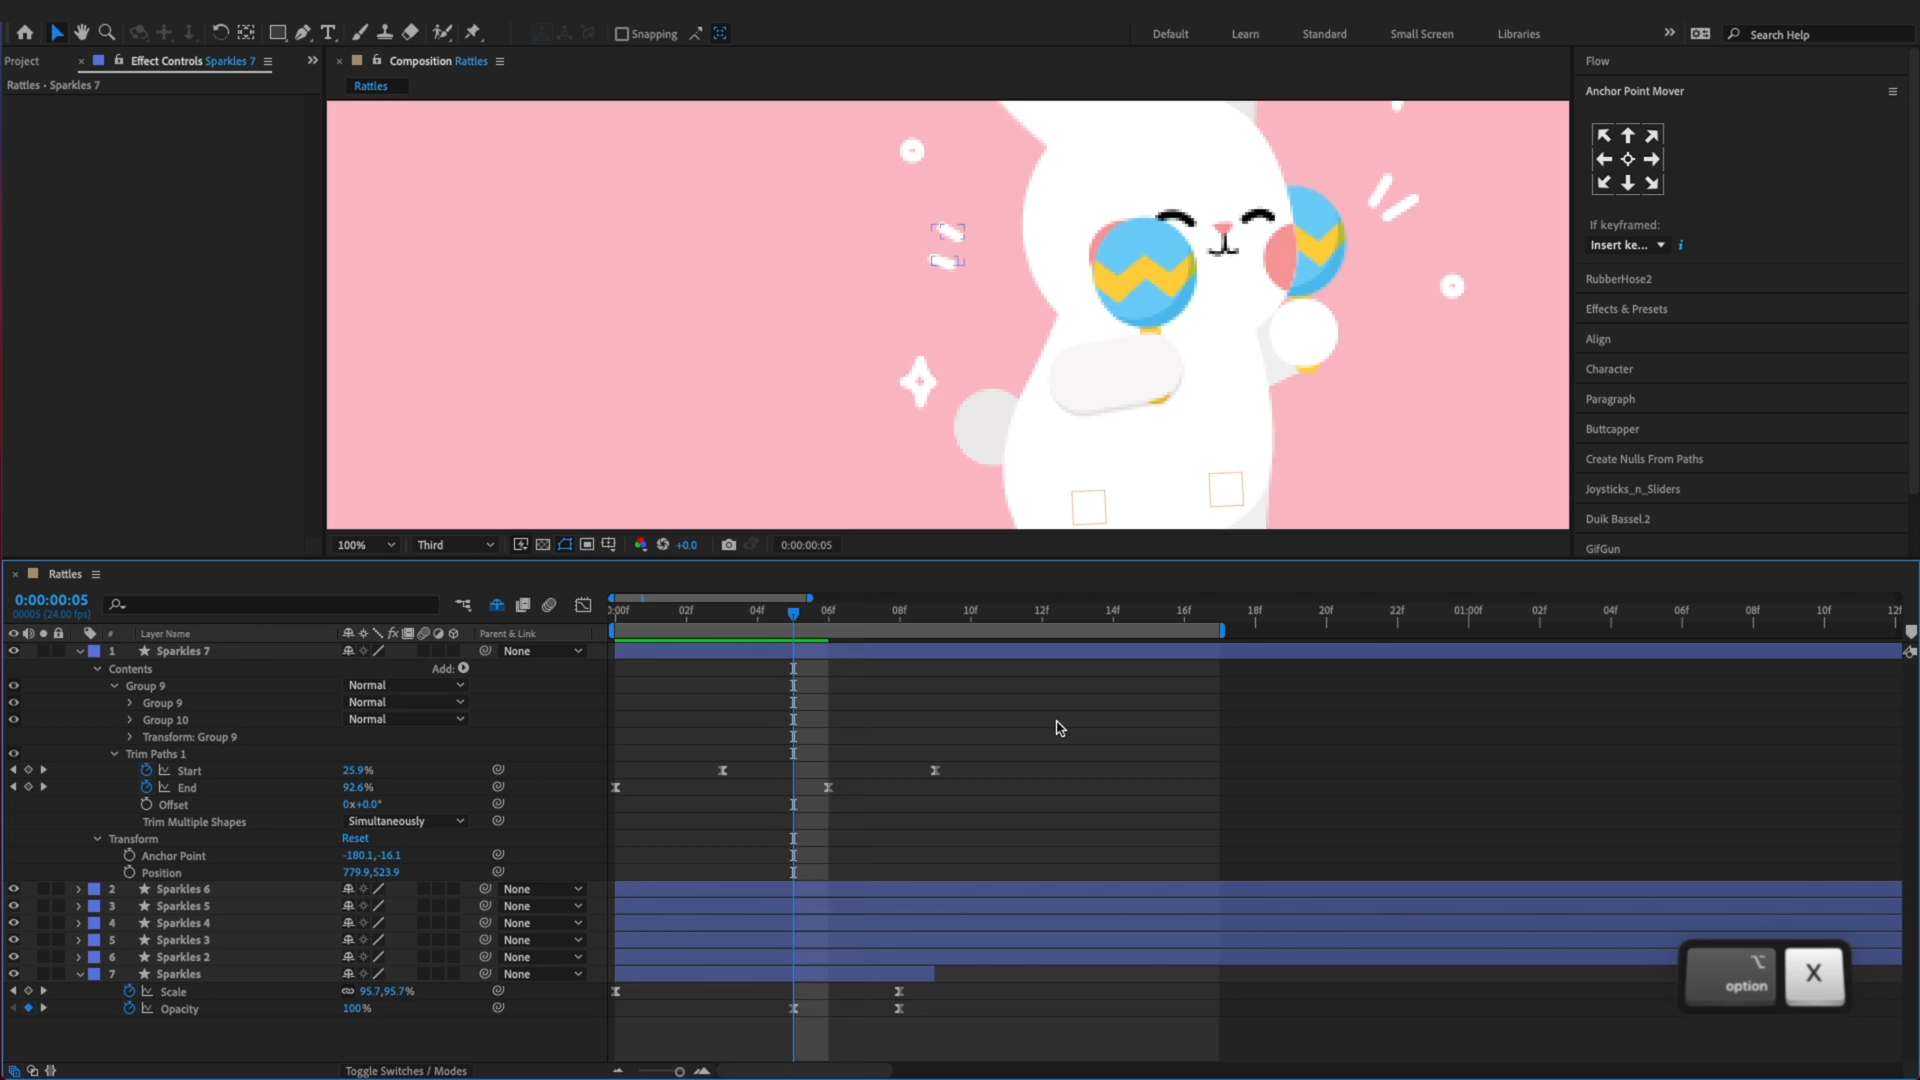 Snapping
Default
Learn
Standard
Small Screen
Libraries
Search Help
Project
Effect Controls Sparkles 7
Composition Rattles
Flow
Rattles • Sparkles 7
Rattles
Anchor Point Mover
If keyframed:
Insert ke...
RubberHose2
Effects & Presets
Align
Character
Paragraph
Buttcapper
Create Nulls From Paths
Joysticks_n_Sliders
Duik Bassel.2
GifGun
100%
Third
+0.0
0:00:00:05
Rattles
0:00:00:05
00005 (24.00 fps)
0:00f 02f 04f 06f 08f 10f 12f 14f 16f 18f 20f 22f 01:00f 02f 04f 06f 08f 10f 12f
# Layer Name Parent & Link
1 Sparkles 7 None
Contents Add:
Group 9 Normal
Group 9 Normal
Group 10 Normal
Transform: Group 9
Trim Paths 1
Start 25.9%
End 92.6%
Offset 0x+0.0°
Trim Multiple Shapes Simultaneously
Transform Reset
Anchor Point -180.1,-16.1
Position 779.9,523.9
2 Sparkles 6 None
3 Sparkles 5 None
4 Sparkles 4 None
5 Sparkles 3 None
6 Sparkles 2 None
7 Sparkles None
Scale 95.7,95.7%
Opacity 100%
option
X
Toggle Switches / Modes